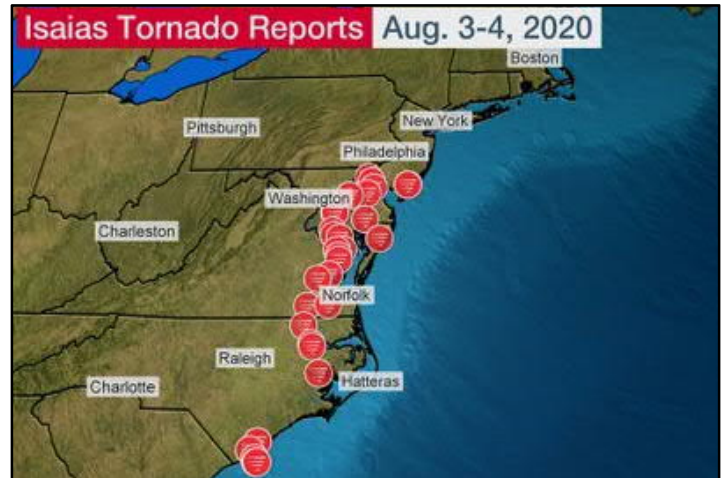 Isaias Tornado Reports Aug. 3-4, 2020
Boston
New York
Pittsburgh
Philadelphia
Washington
Charleston
Norfolk
Raleigh
Hatteras
Charlotte